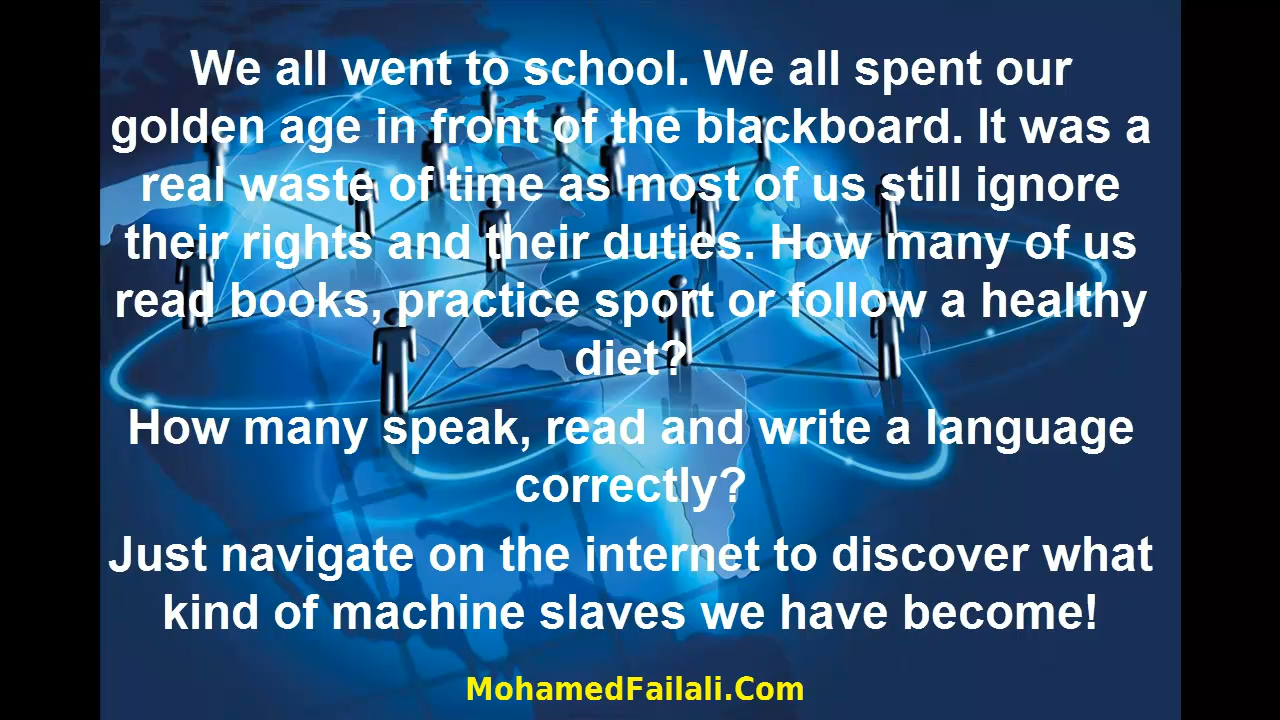 We all went to school. We all spent our
golden age in front of the blackboard. It was a
real waste of time as most of us still ignore
their rights and their duties. How many of us
read books, practice sport or follow a healthy
diet?
How many speak, read and write a language
correctly?
Just navigate on the internet to discover what
kind of machine slaves we have become!
MohamedFailali.Com